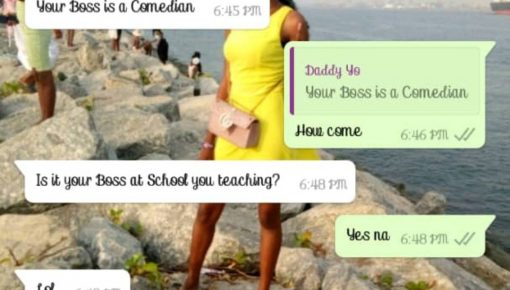 Your Boss is a Comedian 6:45 PM
Daddy Yo
Your Boss is a Comedian
How come 6:46 PM
Is it your Boss at School you teaching? 6:48 PM
Yes na 6:48 PM
Lol